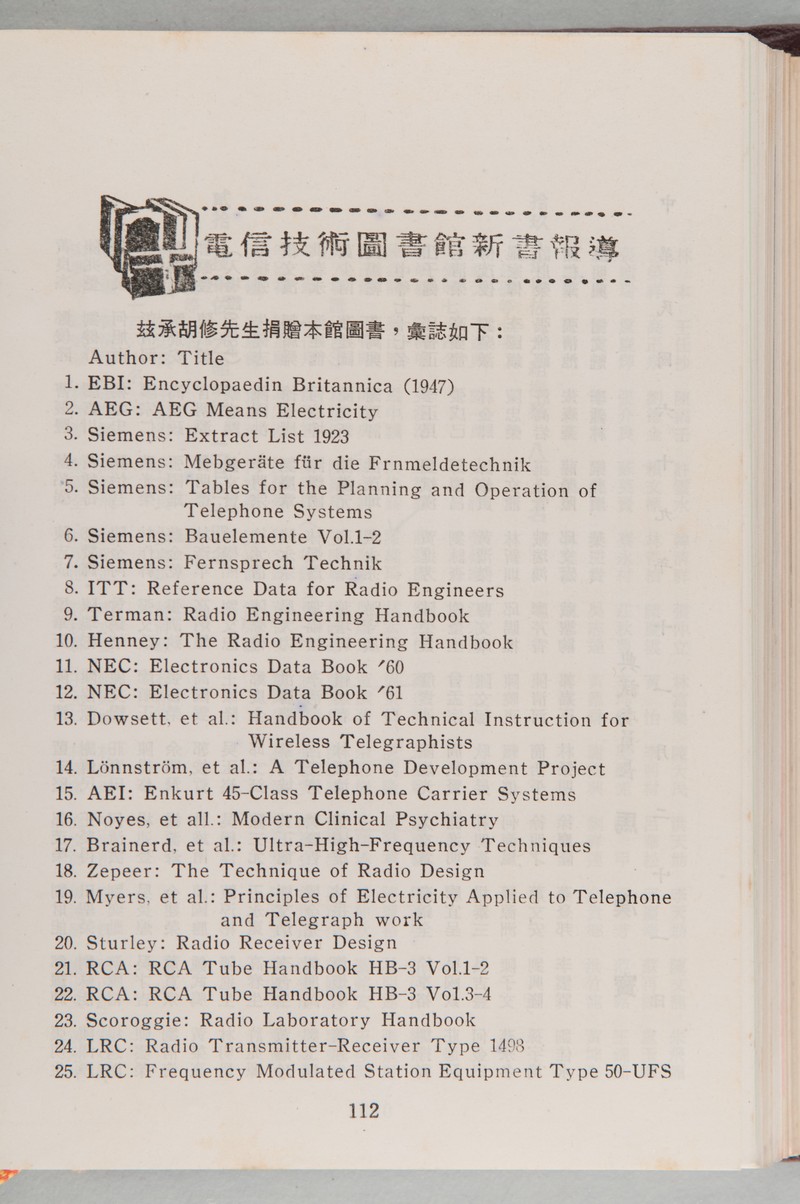 電信技術圖書館新書報導
茲承胡修先生捐贈本館圖書，彙誌如下：
Author: Title
1. EBI: Encyclopaedin Britannica (1947)
2. AEG: AEG Means Electricity
3. Siemens: Extract List 1923
4. Siemens: Mebgeräte für die Frnmeldetechnik
5. Siemens: Tables for the Planning and Operation of
Telephone Systems
6. Siemens: Bauelemente Vol.1-2
7. Siemens: Fernsprech Technik
8. ITT: Reference Data for Radio Engineers
9. Terman: Radio Engineering Handbook
10. Henney: The Radio Engineering Handbook
11. NEC: Electronics Data Book '60
12. NEC: Electronics Data Book '61
13. Dowsett, et al.: Handbook of Technical Instruction for
Wireless Telegraphists
14. Lönnström, et al.: A Telephone Development Project
15. AEI: Enkurt 45-Class Telephone Carrier Systems
16. Noyes, et all.: Modern Clinical Psychiatry
17. Brainerd, et al.: Ultra-High-Frequency Techniques
18. Zepeer: The Technique of Radio Design
19. Myers, et al.: Principles of Electricity Applied to Telephone
and Telegraph work
20. Sturley: Radio Receiver Design
21. RCA: RCA Tube Handbook HB-3 Vol.1-2
22. RCA: RCA Tube Handbook HB-3 Vol.3-4
23. Scoroggie: Radio Laboratory Handbook
24. LRC: Radio Transmitter-Receiver Type 1498
25. LRC: Frequency Modulated Station Equipment Type 50-UFS
112